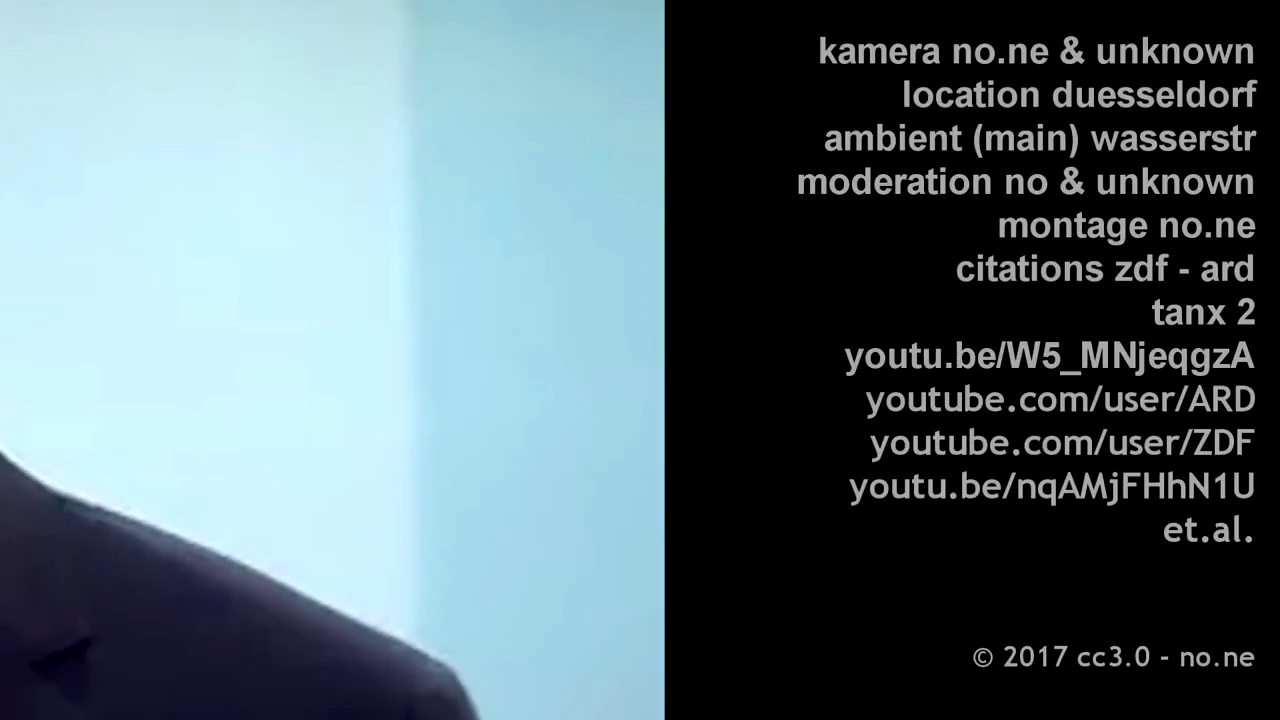 kamera no.ne & unknown
location duesseldorf
ambient (main) wasserstr
moderation no & unknown
montage no.ne
citations zdf - ard
tanx 2
youtu.be/W5_MNjeqgzA
youtube.com/user/ARD
youtube.com/user/ZDF
youtu.be/nqAMjFHhN1U
et.al.
© 2017 cc3.0 - no.ne